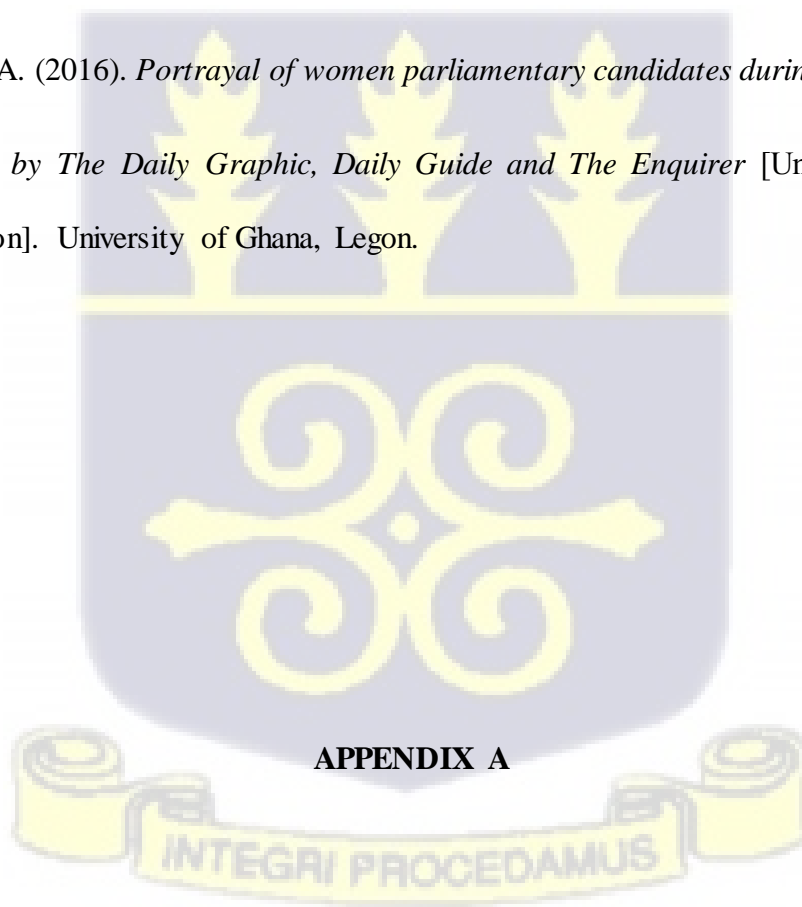 A. (2016). Portrayal of women parliamentary candidates durin
by The Daily Graphic, Daily Guide and The Enquirer [Un
on]. University of Ghana, Legon.
APPENDIX A
INTEGRI PROCEDAMUS